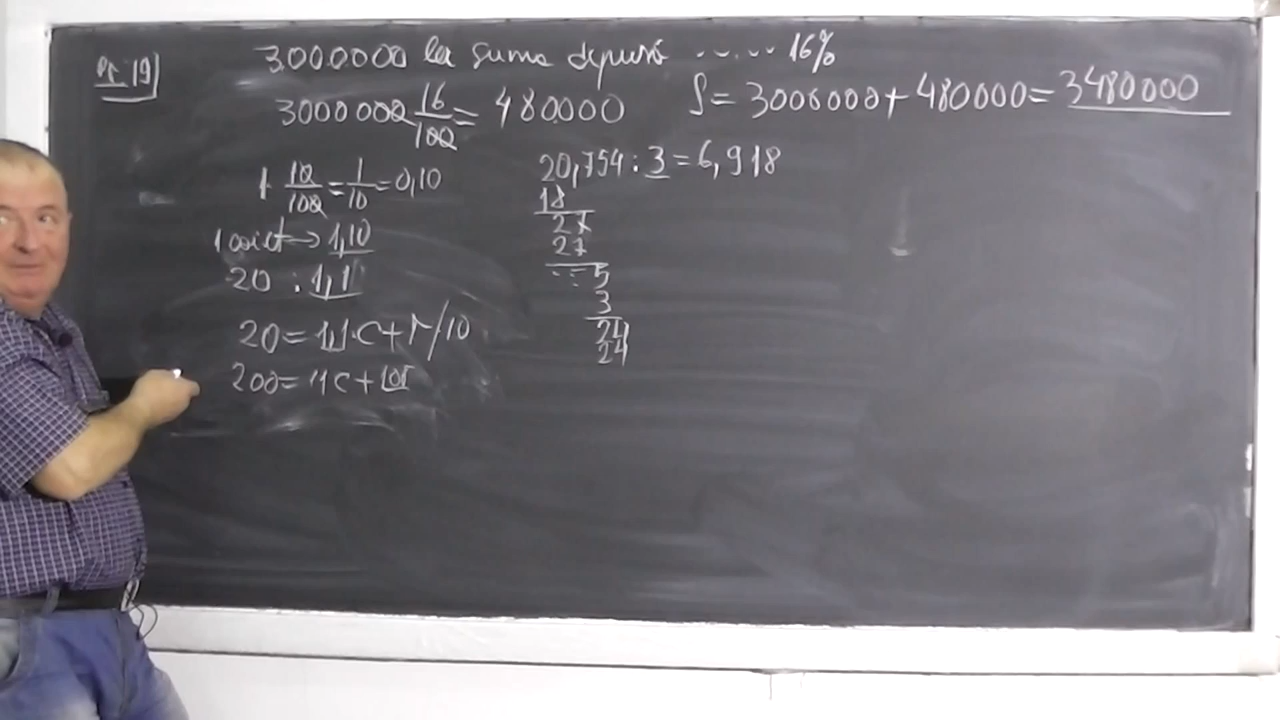 Pr. 19
3000000 la suma depusă ...... 16%
3000000 16/100 = 480000
S = 3000000 + 480000 = 3480000
1 10/100 = 1/10 = 0,10
1 → 1,10
20 : 1,1
20 = 1,1·C + r /10
200 = 11C + 10r
20,754 : 3 = 6,918
18
27
27
5
3
24
24